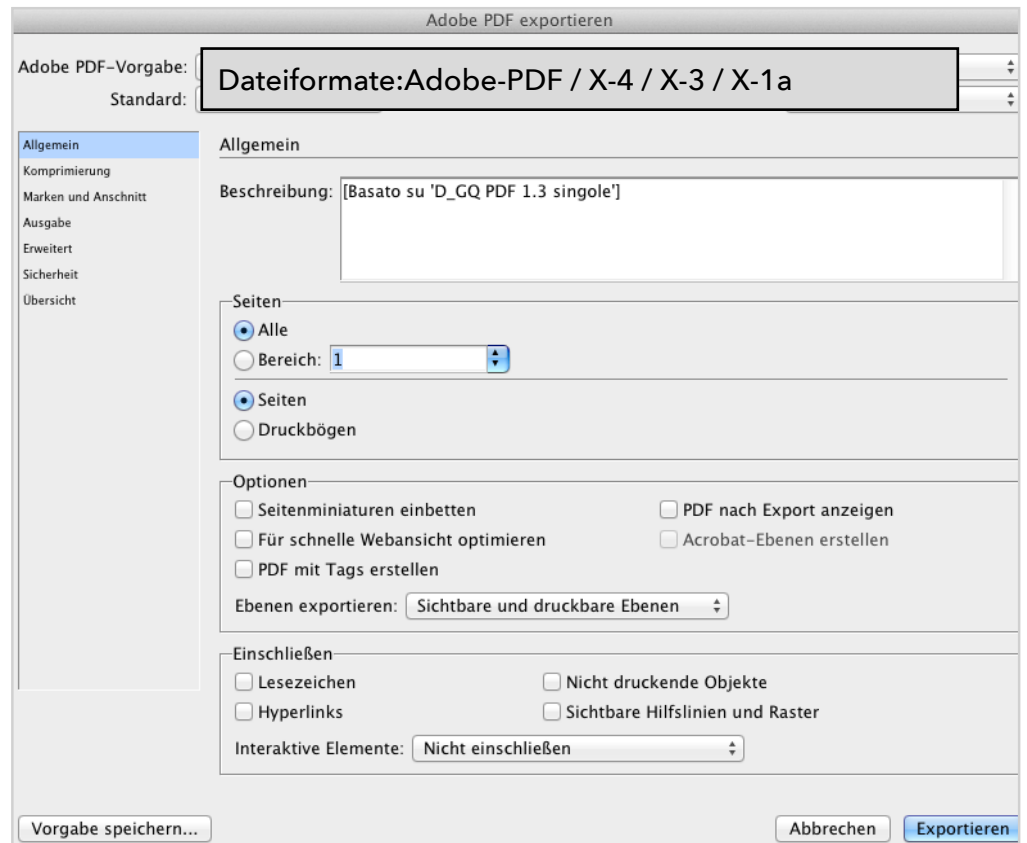 Adobe PDF exportieren
Adobe PDF-Vorgabe:
Dateiformate:Adobe-PDF / X-4 / X-3 / X-1a
Standard:
Allgemein
Komprimierung
Marken und Anschnitt
Ausgabe
Erweitert
Sicherheit
Übersicht
Allgemein
Beschreibung: [Basato su 'D_GQ PDF 1.3 singole']
Seiten
Alle
Bereich: 1
Seiten
Druckbögen
Optionen
Seitenminiaturen einbetten PDF nach Export anzeigen
Für schnelle Webansicht optimieren Acrobat-Ebenen erstellen
PDF mit Tags erstellen
Ebenen exportieren: Sichtbare und druckbare Ebenen
Einschließen
Lesezeichen Nicht druckende Objekte
Hyperlinks Sichtbare Hilfslinien und Raster
Interaktive Elemente: Nicht einschließen
Vorgabe speichern... Abbrechen Exportieren